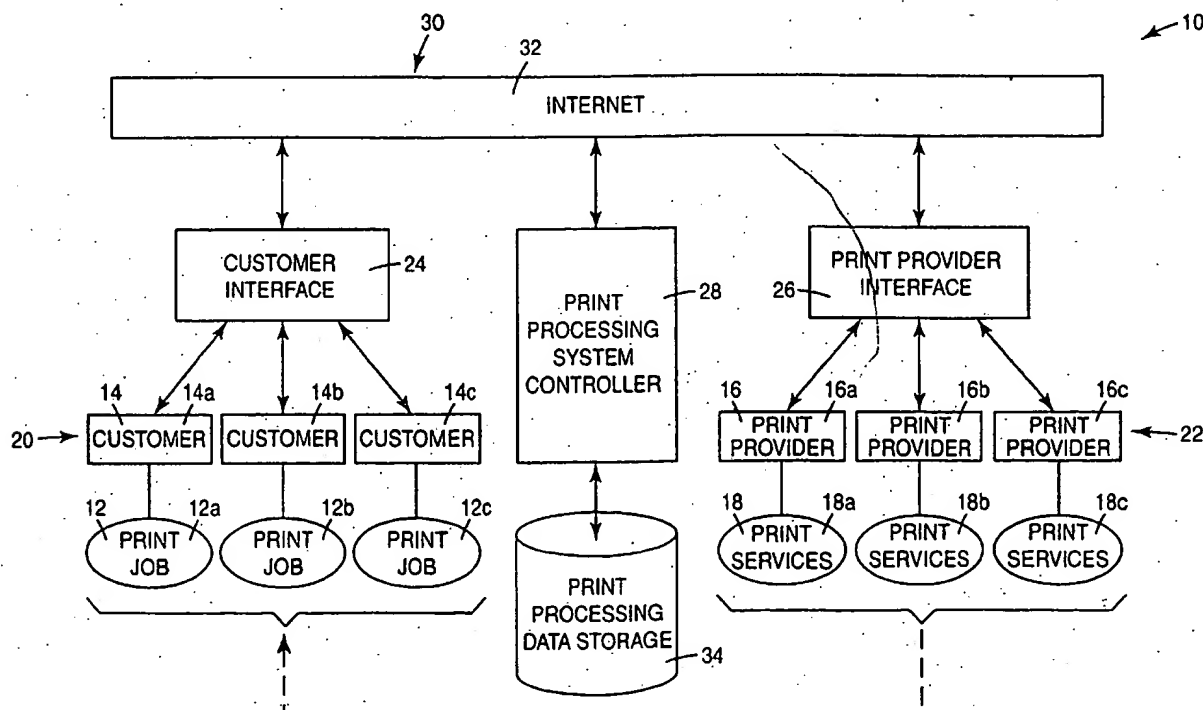 30
10
32
INTERNET
CUSTOMER
INTERFACE
24
PRINT
PROCESSING
SYSTEM
CONTROLLER
28
PRINT PROVIDER
INTERFACE
26
14 14a 14b 14c
20
CUSTOMER CUSTOMER CUSTOMER
16 16a 16b 16c
PRINT
PROVIDER
PRINT
PROVIDER
PRINT
PROVIDER
22
12 12a 12b 12c
PRINT
JOB
PRINT
JOB
PRINT
JOB
PRINT
PROCESSING
DATA STORAGE
34
18 18a 18b 18c
PRINT
SERVICES
PRINT
SERVICES
PRINT
SERVICES